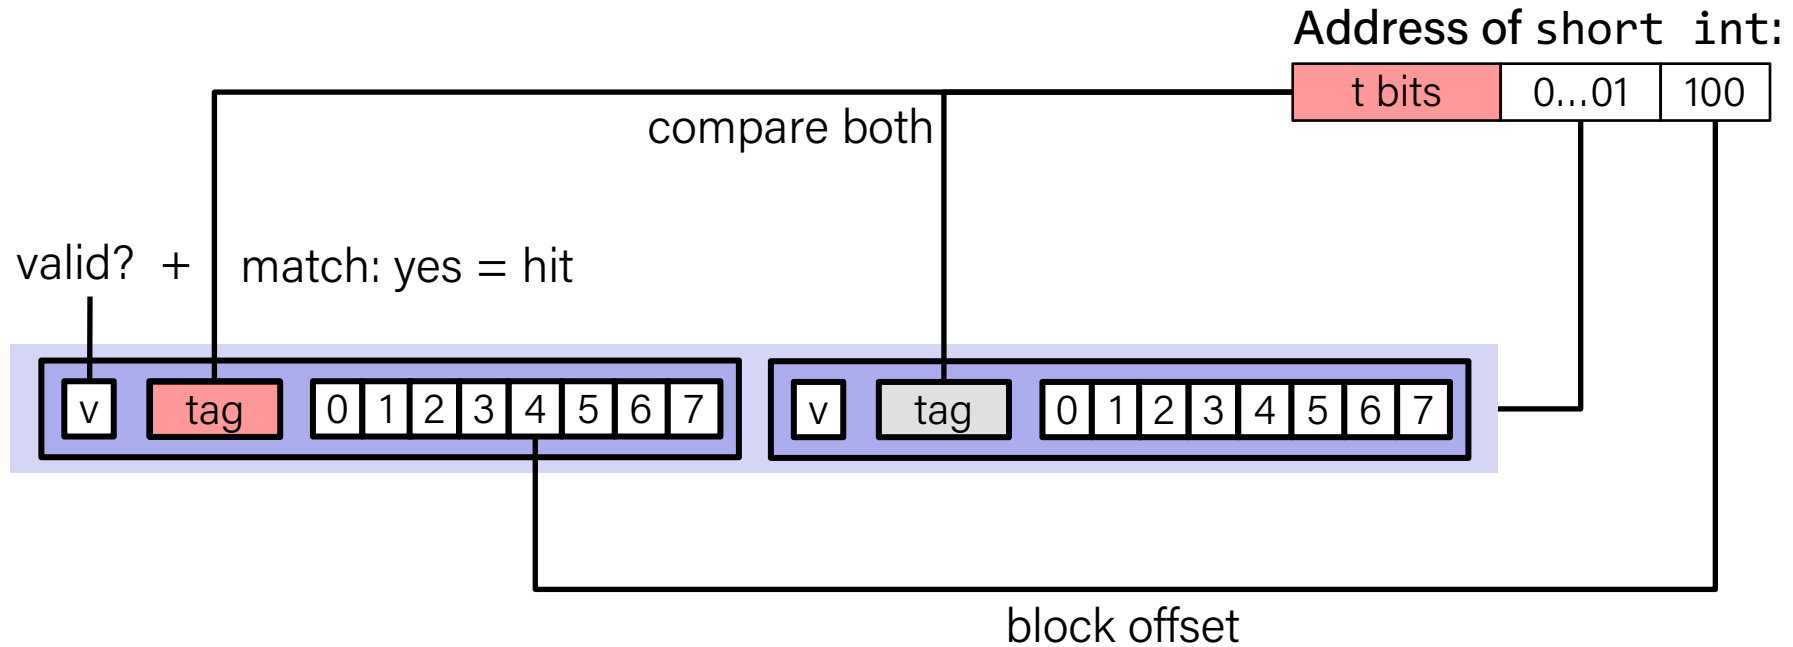 Address of short int:
t bits 0...01 100
compare both
valid? + match: yes = hit
v tag 0 1 2 3 4 5 6 7 v tag 0 1 2 3 4 5 6 7
block offset